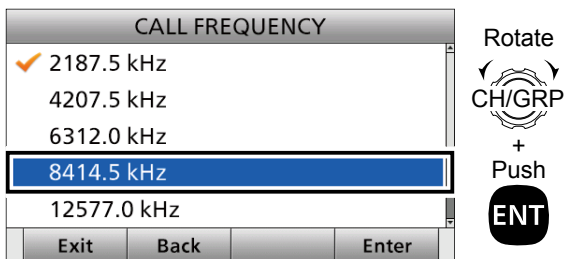 CALL FREQUENCY
2187.5 kHz
4207.5 kHz
6312.0 kHz
8414.5 kHz
12577.0 kHz
Exit Back Enter
Rotate
CH/GRP
+
Push
ENT